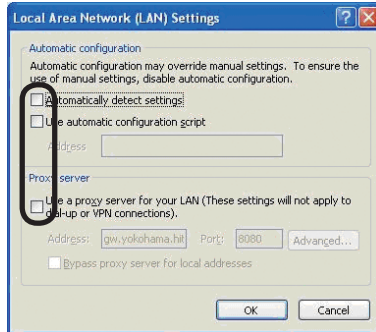 Local Area Network (LAN) Settings
Automatic configuration
Automatic configuration may override manual settings. To ensure the
use of manual settings, disable automatic configuration.
Automatically detect settings
Use automatic configuration script
Address
Proxy server
Use a proxy server for your LAN (These settings will not apply to
dial-up or VPN connections).
Address: gw.yokohama.hit Port: 8080 Advanced...
Bypass proxy server for local addresses
OK Cancel